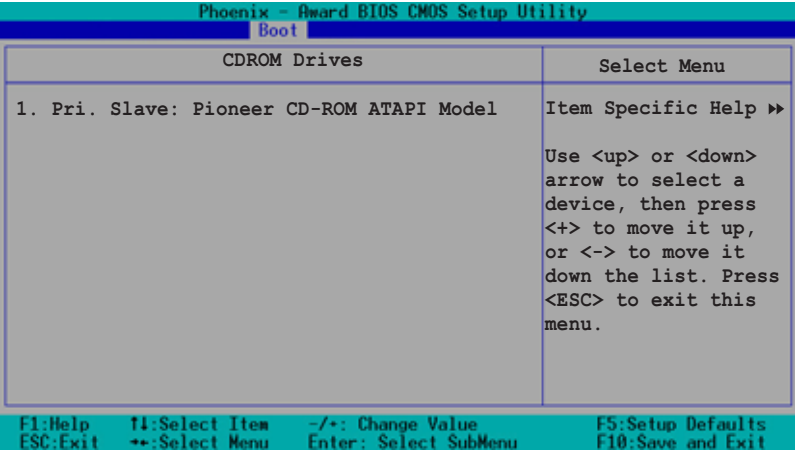 Phoenix - Award BIOS CMOS Setup Utility
Boot
CDROM Drives
Select Menu
1. Pri. Slave: Pioneer CD-ROM ATAPI Model
Item Specific Help ▸▸
Use <up> or <down>
arrow to select a
device, then press
<+> to move it up,
or <-> to move it
down the list. Press
<ESC> to exit this
menu.
F1:Help ↑↓:Select Item -/+: Change Value F5:Setup Defaults
ESC:Exit →←:Select Menu Enter: Select SubMenu F10:Save and Exit